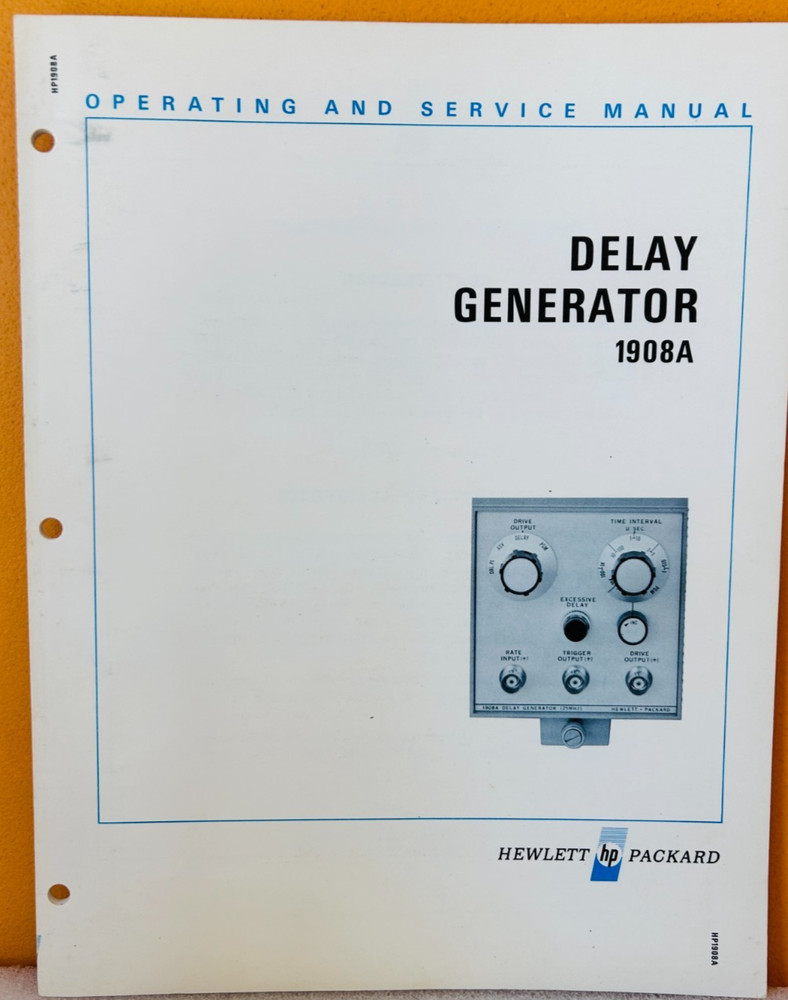 HP1908A
OPERATING AND SERVICE MANUAL
DELAY
GENERATOR
1908A
DRIVE
OUTPUT
DELAY
TIME INTERVAL
EXCESSIVE
DELAY
RATE
INPUT(+)
TRIGGER
OUTPUT(+)
DRIVE
OUTPUT(+)
1908A DELAY GENERATOR (25MHZ)
HEWLETT • PACKARD
HEWLETT hp PACKARD
HP1908A